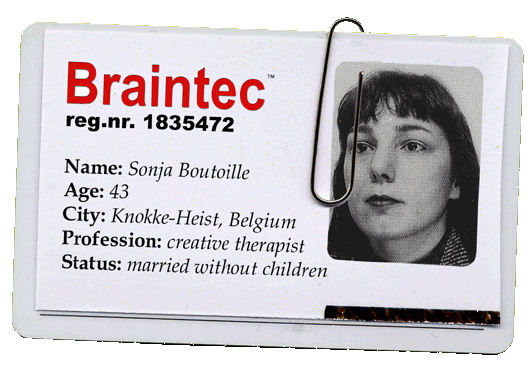 Braintec™
reg.nr. 1835472
Name: Sonja Boutoille
Age: 43
City: Knokke-Heist, Belgium
Profession: creative therapist
Status: married without children